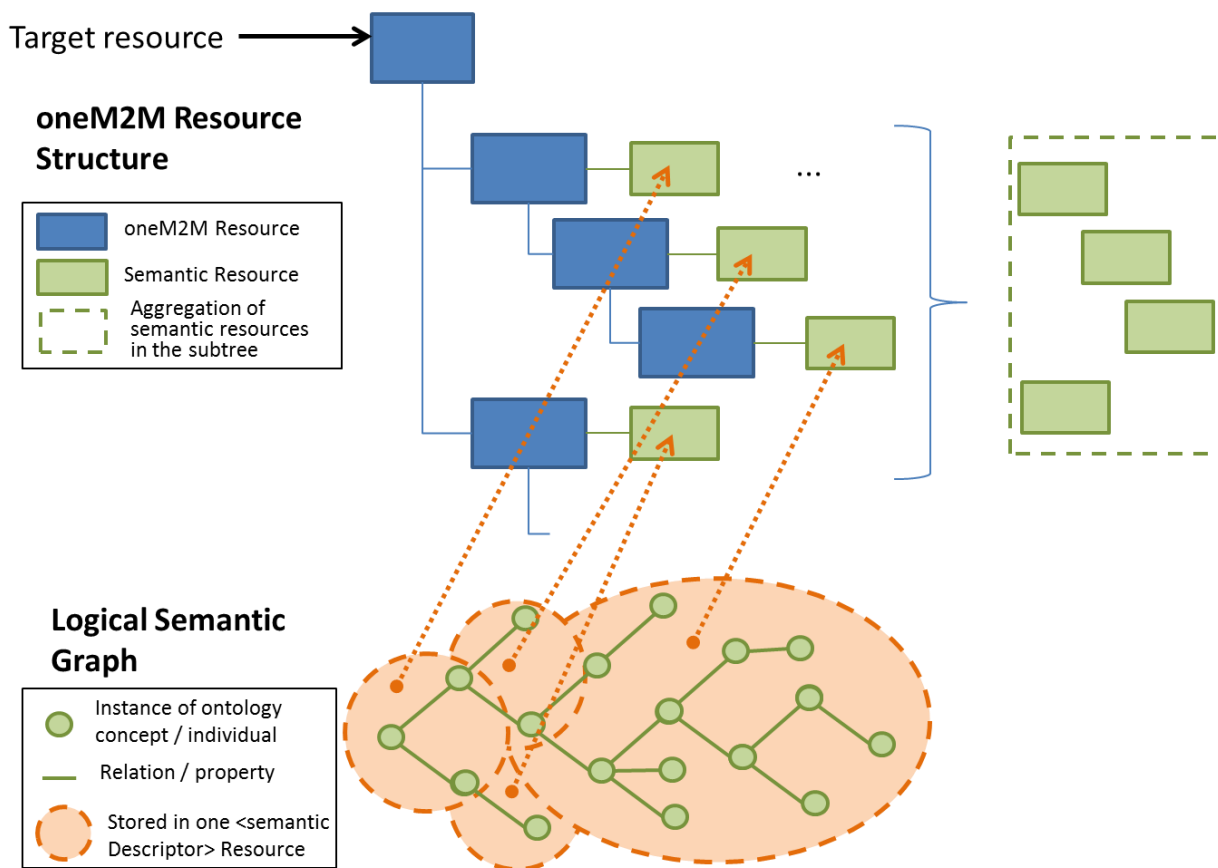 Target resource
oneM2M Resource
Structure
oneM2M Resource
Semantic Resource
Aggregation of
semantic resources
in the subtree
...
Logical Semantic
Graph
Instance of ontology
concept / individual
Relation / property
Stored in one <semantic
Descriptor> Resource